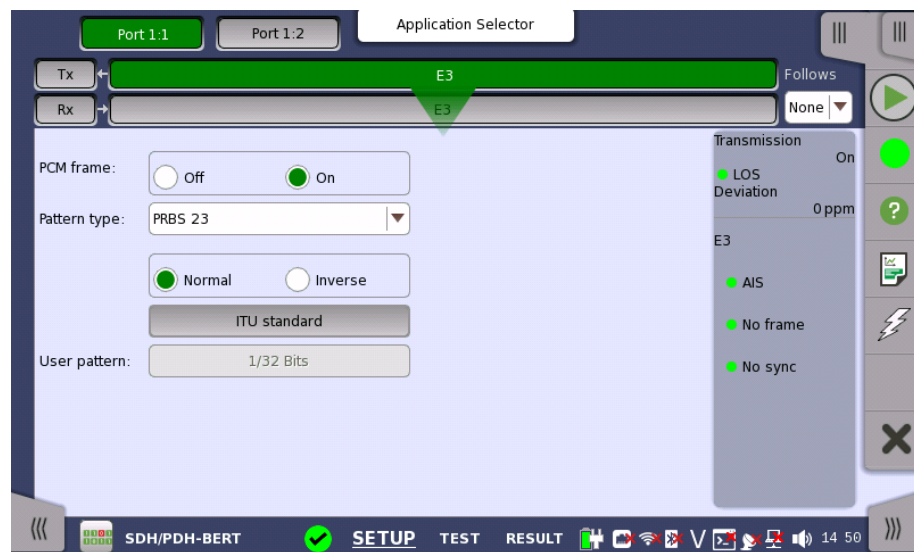 Application Selector
Port 1:1
Port 1:2
Tx
E3
Follows
Rx
E3
None
PCM frame:
Off
On
Pattern type:
PRBS 23
Normal
Inverse
ITU standard
User pattern:
1/32 Bits
Transmission
On
LOS
Deviation
0 ppm
E3
AIS
No frame
No sync
SDH/PDH-BERT
SETUP
TEST
RESULT
14 50